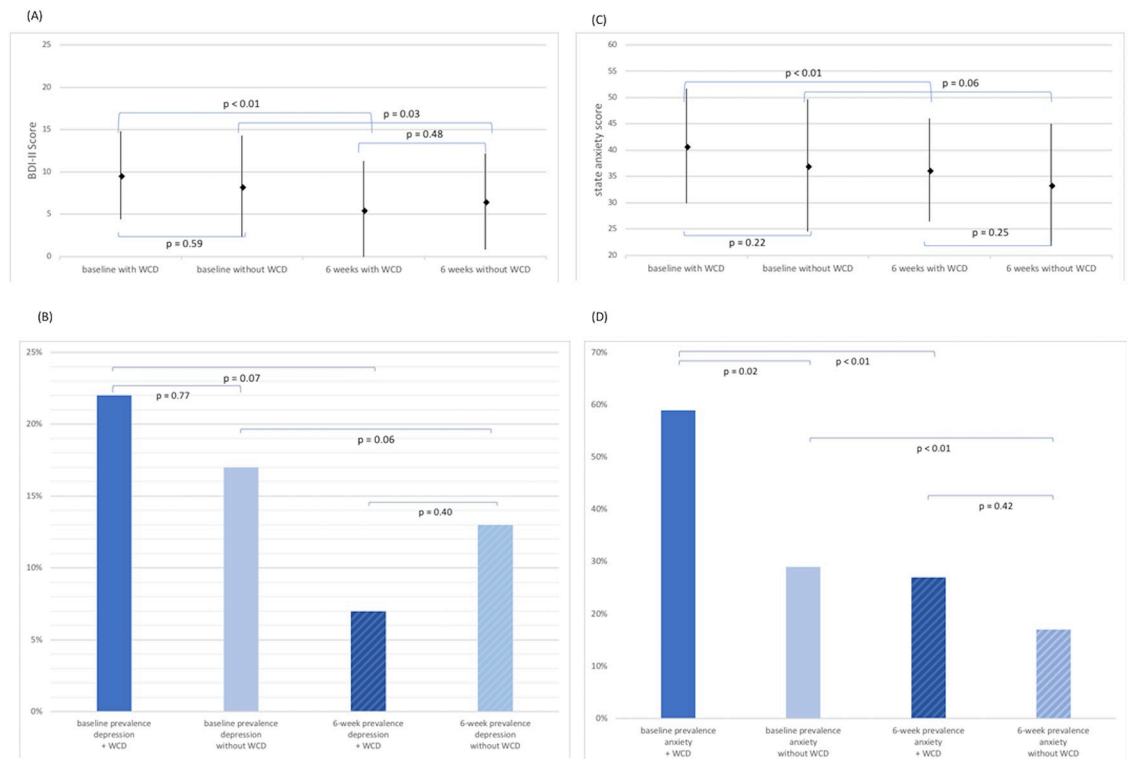 (A)
25
20
15
10
5
0
BDI-II Score
p < 0.01
p = 0.03
p = 0.48
p = 0.59
baseline with WCD
baseline without WCD
6 weeks with WCD
6 weeks without WCD
(C)
60
55
50
45
40
35
30
25
20
state anxiety score
p < 0.01
p = 0.06
p = 0.22
p = 0.25
baseline with WCD
baseline without WCD
6 weeks with WCD
6 weeks without WCD
(B)
25%
20%
15%
10%
5%
0%
p = 0.07
p = 0.77
p = 0.06
p = 0.40
baseline prevalence
depression
+ WCD
baseline prevalence
depression
without WCD
6-week prevalence
depression
+ WCD
6-week prevalence
depression
without WCD
(D)
70%
60%
50%
40%
30%
20%
10%
0%
p < 0.01
p = 0.02
p < 0.01
p = 0.42
baseline prevalence
anxiety
+ WCD
baseline prevalence
anxiety
without WCD
6-week prevalence
anxiety
+ WCD
6-week prevalence
anxiety
without WCD